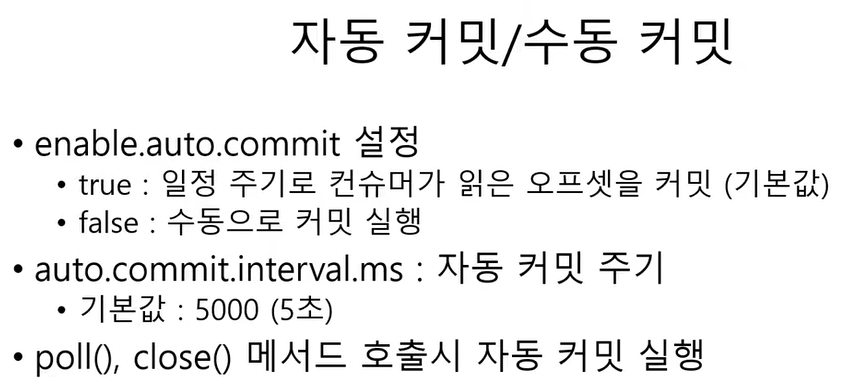 자동 커밋/수동 커밋
• enable.auto.commit 설정
• true : 일정 주기로 컨슈머가 읽은 오프셋을 커밋 (기본값)
• false : 수동으로 커밋 실행
• auto.commit.interval.ms : 자동 커밋 주기
• 기본값 : 5000 (5초)
• poll(), close() 메서드 호출시 자동 커밋 실행